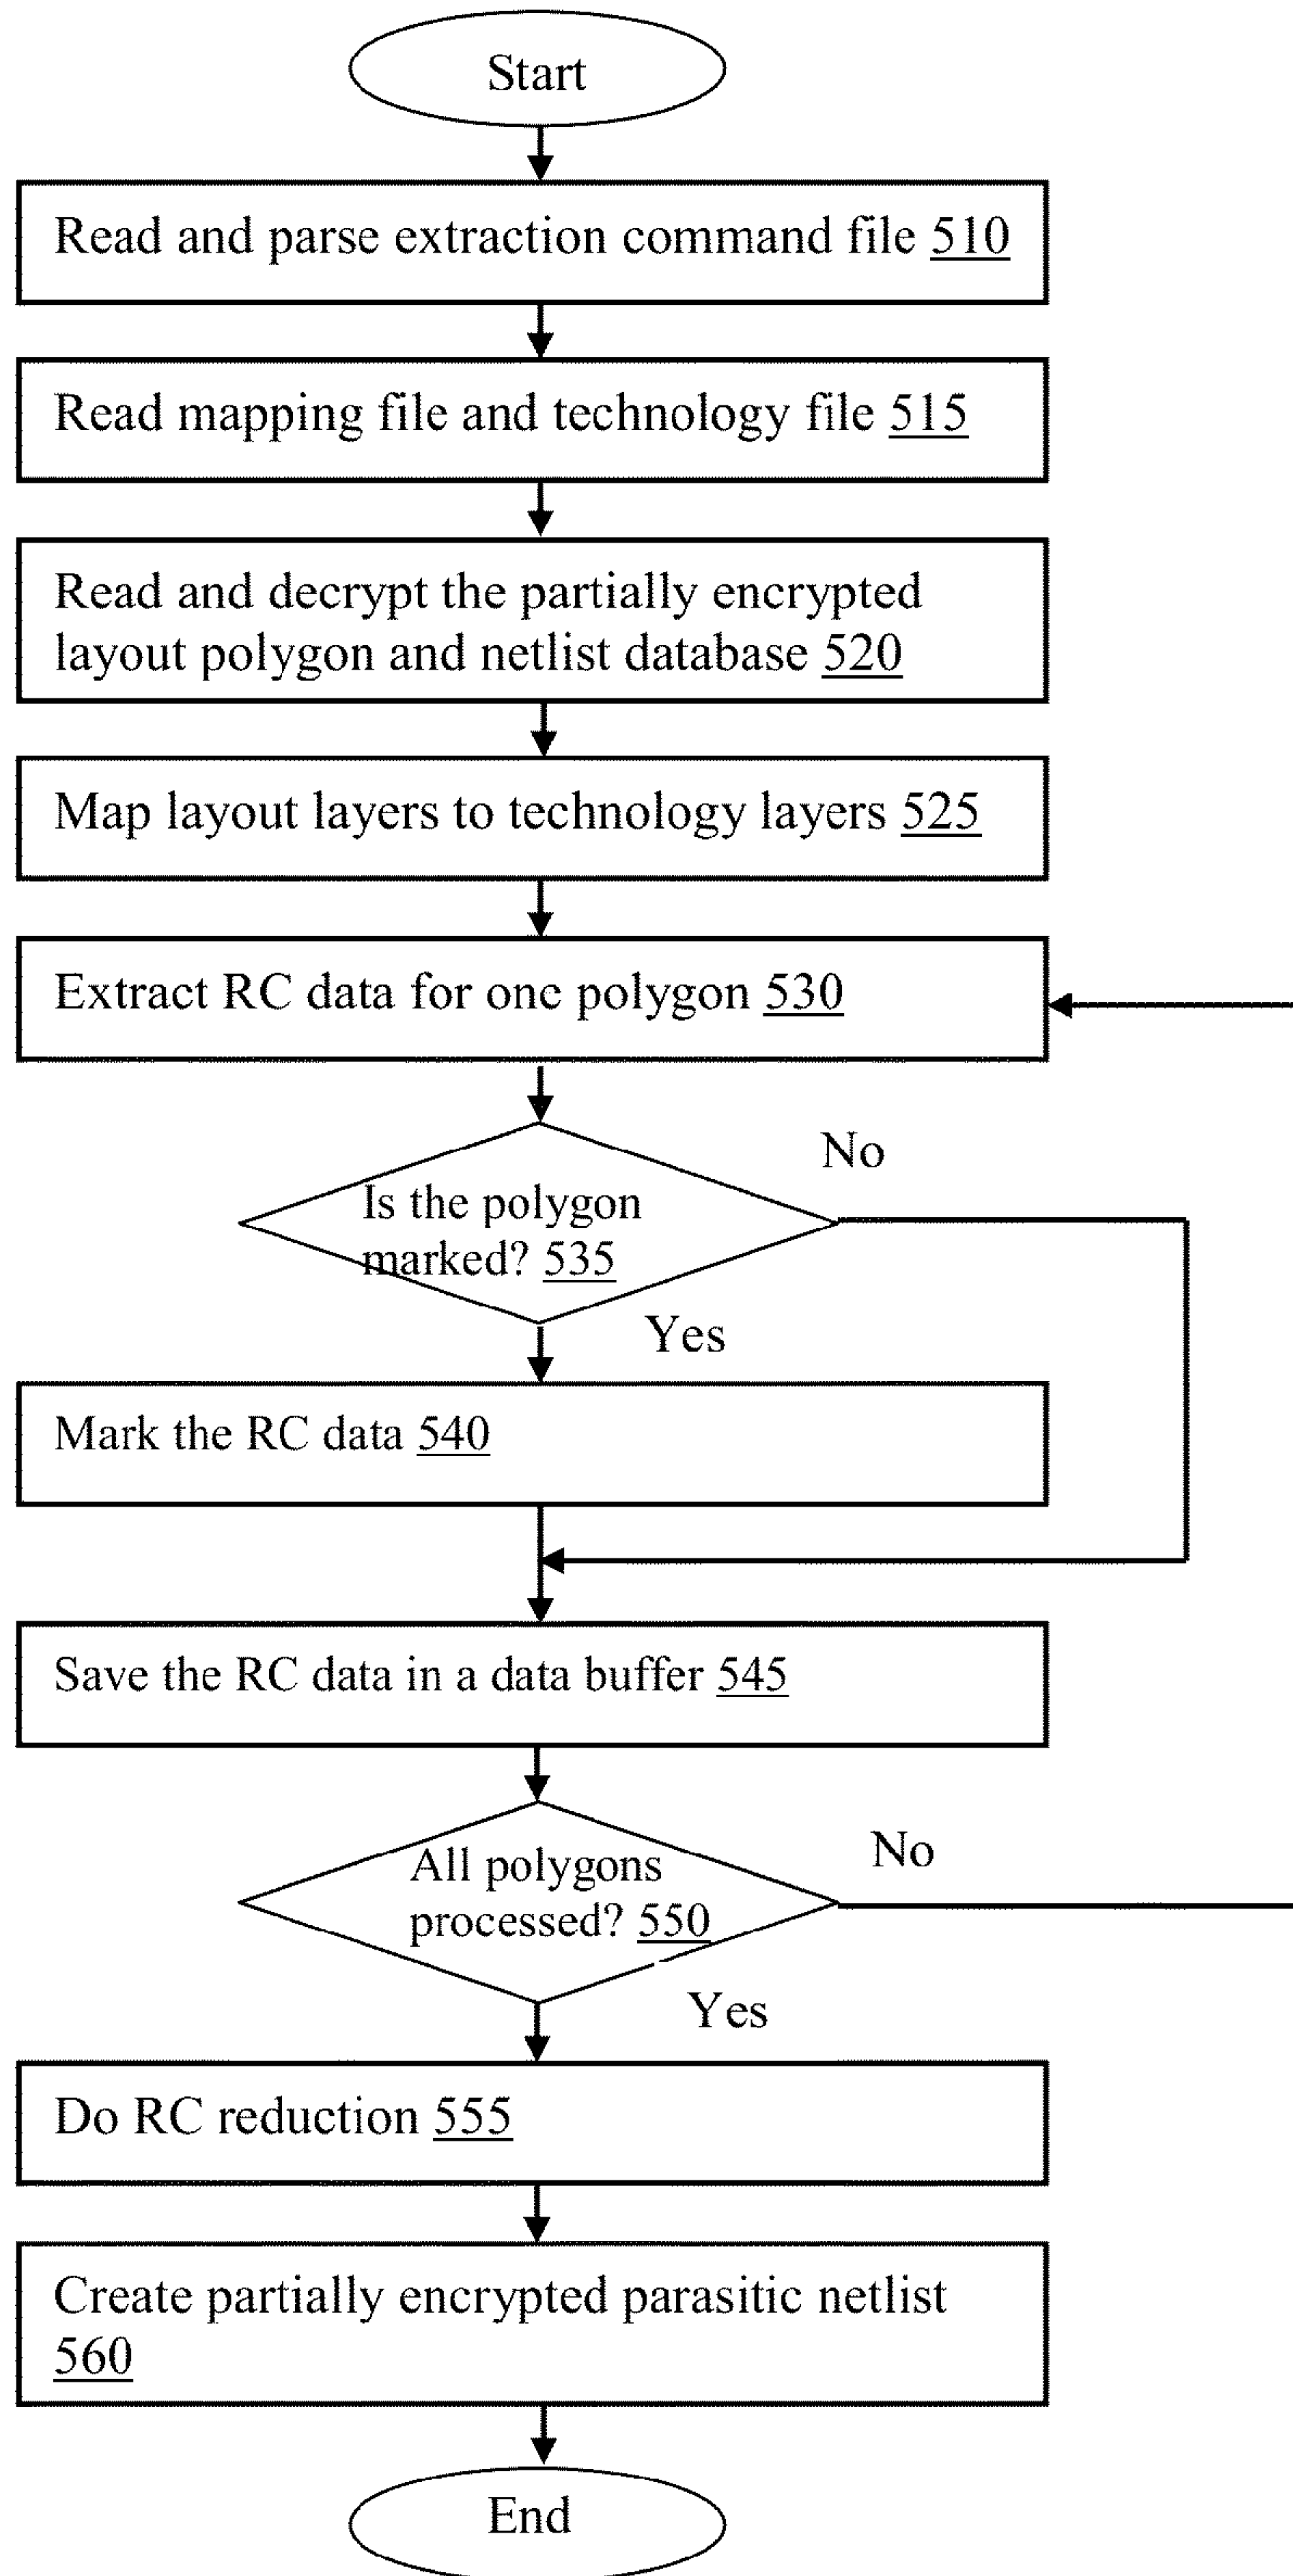 Start
Read and parse extraction command file 510
Read mapping file and technology file 515
Read and decrypt the partially encrypted
layout polygon and netlist database 520
Map layout layers to technology layers 525
Extract RC data for one polygon 530
No
Is the polygon
marked? 535
Yes
Mark the RC data 540
Save the RC data in a data buffer 545
No
All polygons
processed? 550
Yes
Do RC reduction 555
Create partially encrypted parasitic netlist
560
End